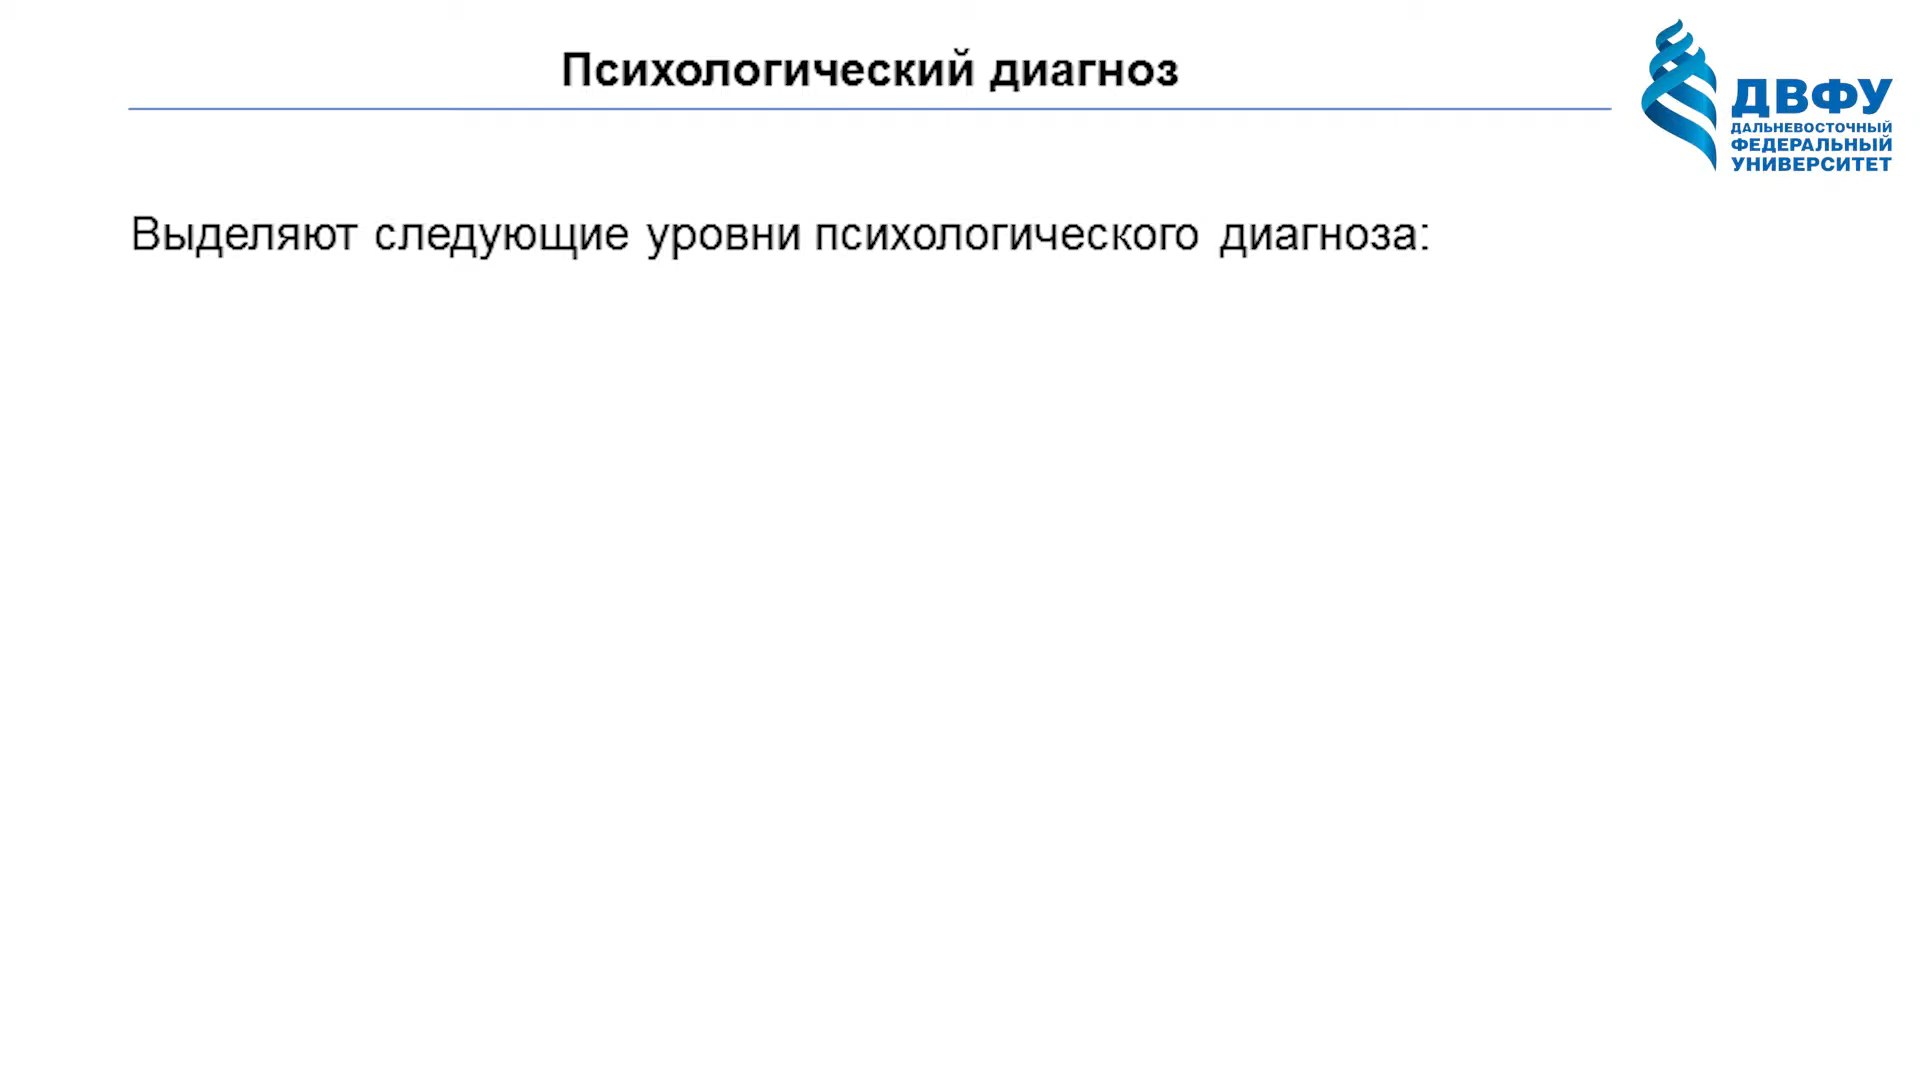 Психологический диагноз
ДВФУ
ДАЛЬНЕВОСТОЧНЫЙ
ФЕДЕРАЛЬНЫЙ
УНИВЕРСИТЕТ
Выделяют следующие уровни психологического диагноза: